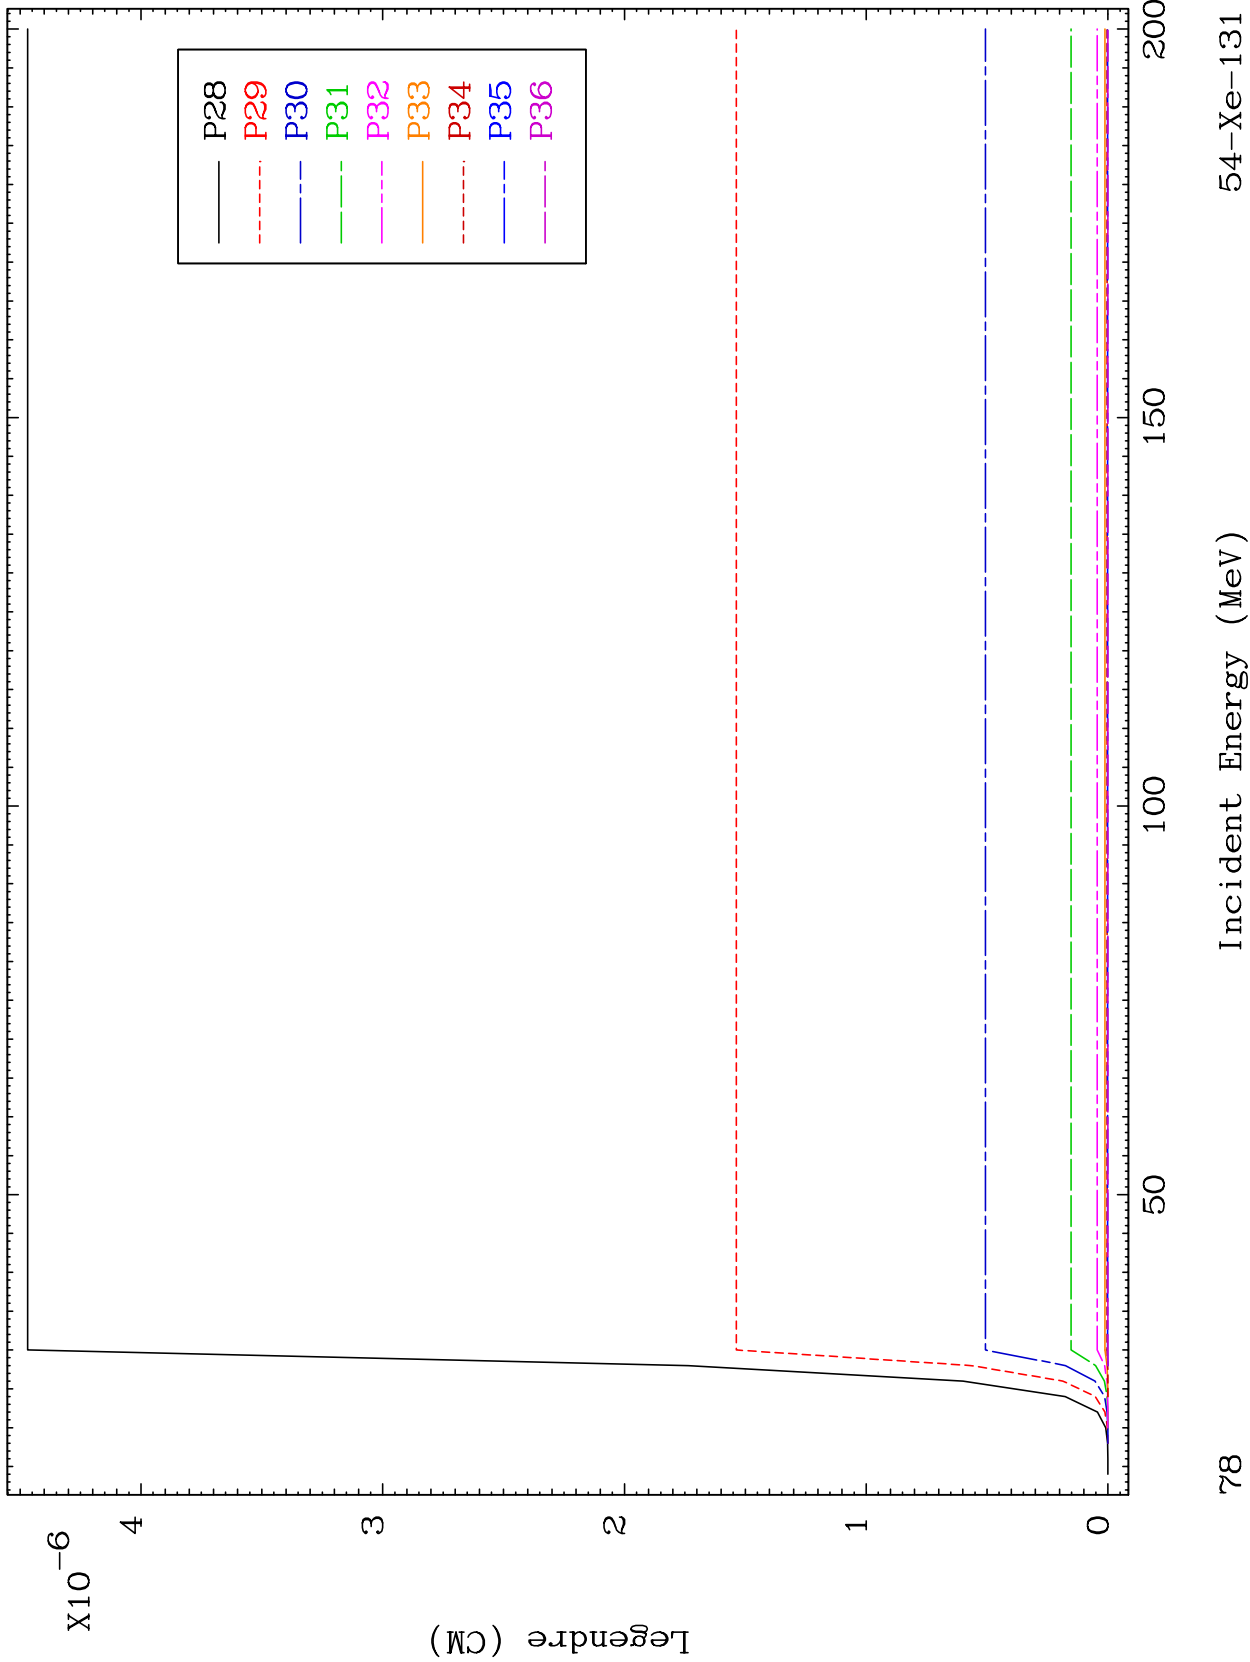 X10-6
Legendre (CM)
4
3
2
1
0
P28
P29
P30
P31
P32
P33
P34
P35
P36
50
100
150
200
78
Incident Energy (MeV)
54-Xe-131